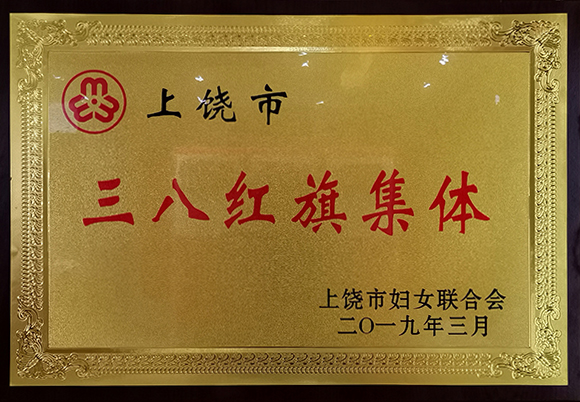 上饶市
三八红旗集体
上饶市妇女联合会
二〇一九年三月